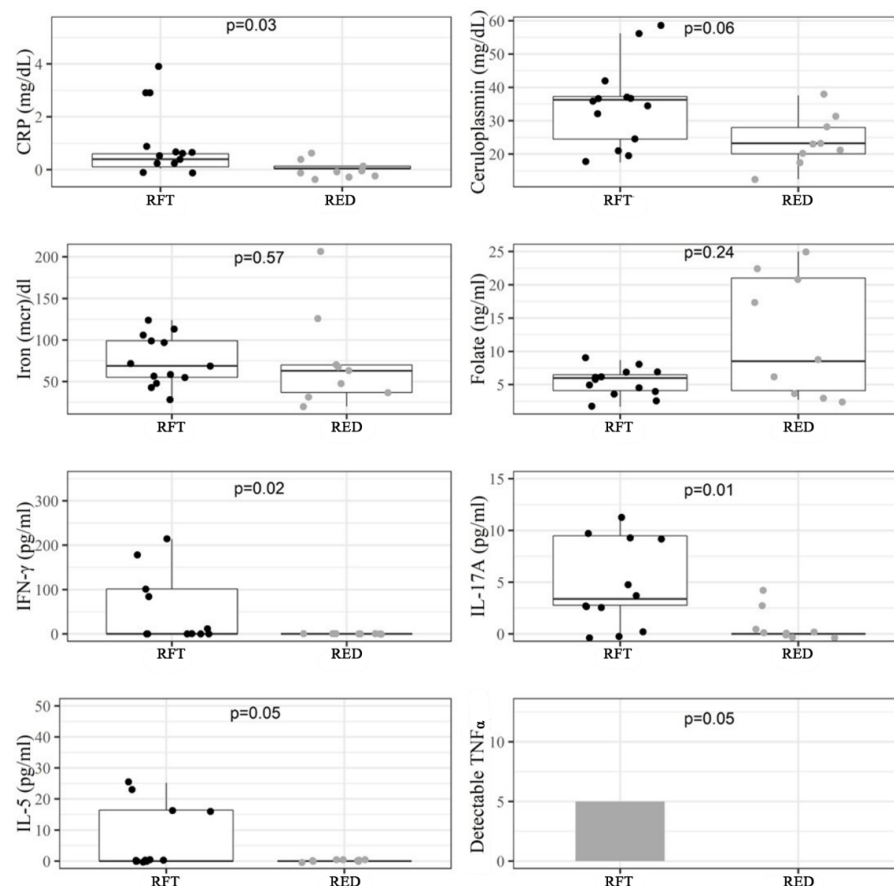 p=0.03
CRP (mg/dL)
4
2
0
RFT RED
p=0.06
Ceruloplasmin (mg/dL)
60
50
40
30
20
RFT RED
p=0.57
Iron (mcr)/dl
200
150
100
50
RFT RED
p=0.24
Folate (ng/ml)
25
20
15
10
5
RFT RED
p=0.02
IFN-γ (pg/ml)
300
200
100
0
RFT RED
p=0.01
IL-17A (pg/ml)
15
10
5
0
RFT RED
p=0.05
IL-5 (pg/ml)
50
40
30
20
10
0
RFT RED
p=0.05
Detectable TNFα
10
5
0
RFT RED